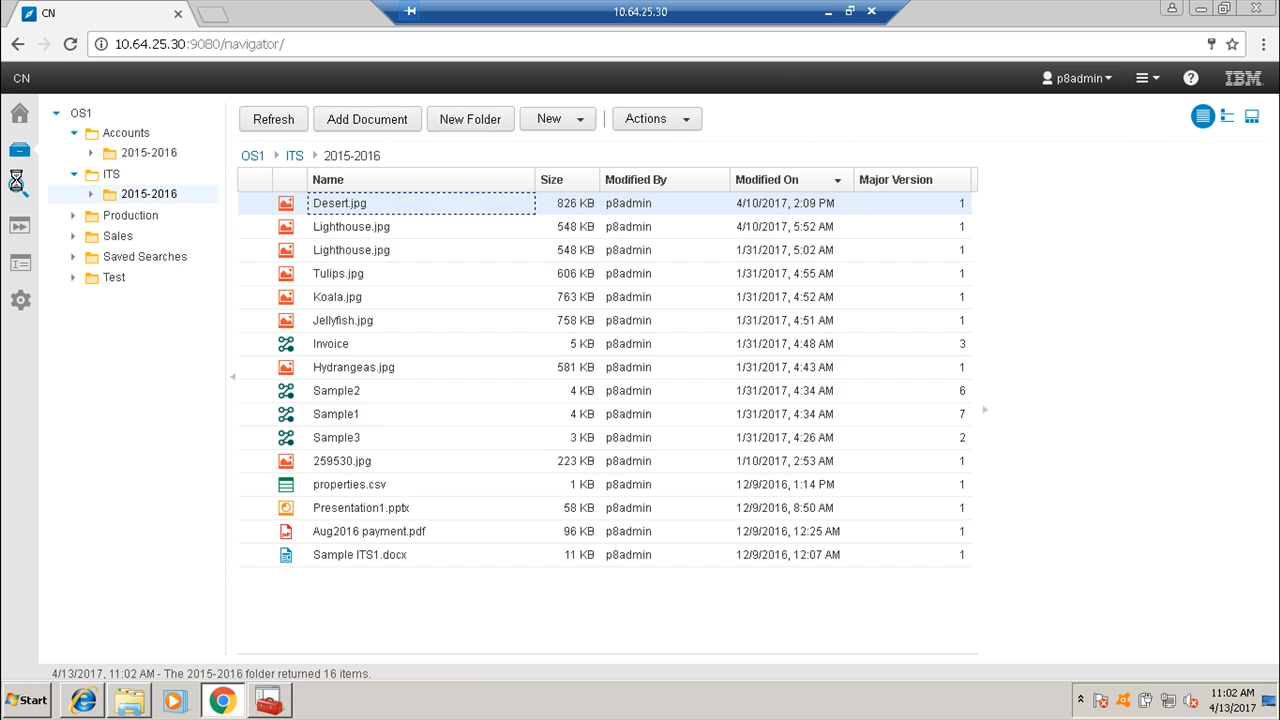 CN
10.64.25.30
10.64.25.30:9080/navigator/
CN
p8admin
?
IBM
OS1
Accounts
2015-2016
ITS
2015-2016
Production
Sales
Saved Searches
Test
Refresh
Add Document
New Folder
New
Actions
OS1 ITS 2015-2016
Name Size Modified By Modified On Major Version
Desert.jpg 826 KB p8admin 4/10/2017, 2:09 PM 1
Lighthouse.jpg 548 KB p8admin 4/10/2017, 5:52 AM 1
Lighthouse.jpg 548 KB p8admin 1/31/2017, 5:02 AM 1
Tulips.jpg 606 KB p8admin 1/31/2017, 4:55 AM 1
Koala.jpg 763 KB p8admin 1/31/2017, 4:52 AM 1
Jellyfish.jpg 758 KB p8admin 1/31/2017, 4:51 AM 1
Invoice 5 KB p8admin 1/31/2017, 4:48 AM 3
Hydrangeas.jpg 581 KB p8admin 1/31/2017, 4:43 AM 1
Sample2 4 KB p8admin 1/31/2017, 4:34 AM 6
Sample1 4 KB p8admin 1/31/2017, 4:34 AM 7
Sample3 3 KB p8admin 1/31/2017, 4:26 AM 2
259530.jpg 223 KB p8admin 1/10/2017, 2:53 AM 1
properties.csv 1 KB p8admin 12/9/2016, 1:14 PM 1
Presentation1.pptx 58 KB p8admin 12/9/2016, 8:50 AM 1
Aug2016 payment.pdf 96 KB p8admin 12/9/2016, 12:25 AM 1
Sample ITS1.docx 11 KB p8admin 12/9/2016, 12:07 AM 1
4/13/2017, 11:02 AM - The 2015-2016 folder returned 16 items.
Start
11:02 AM
4/13/2017